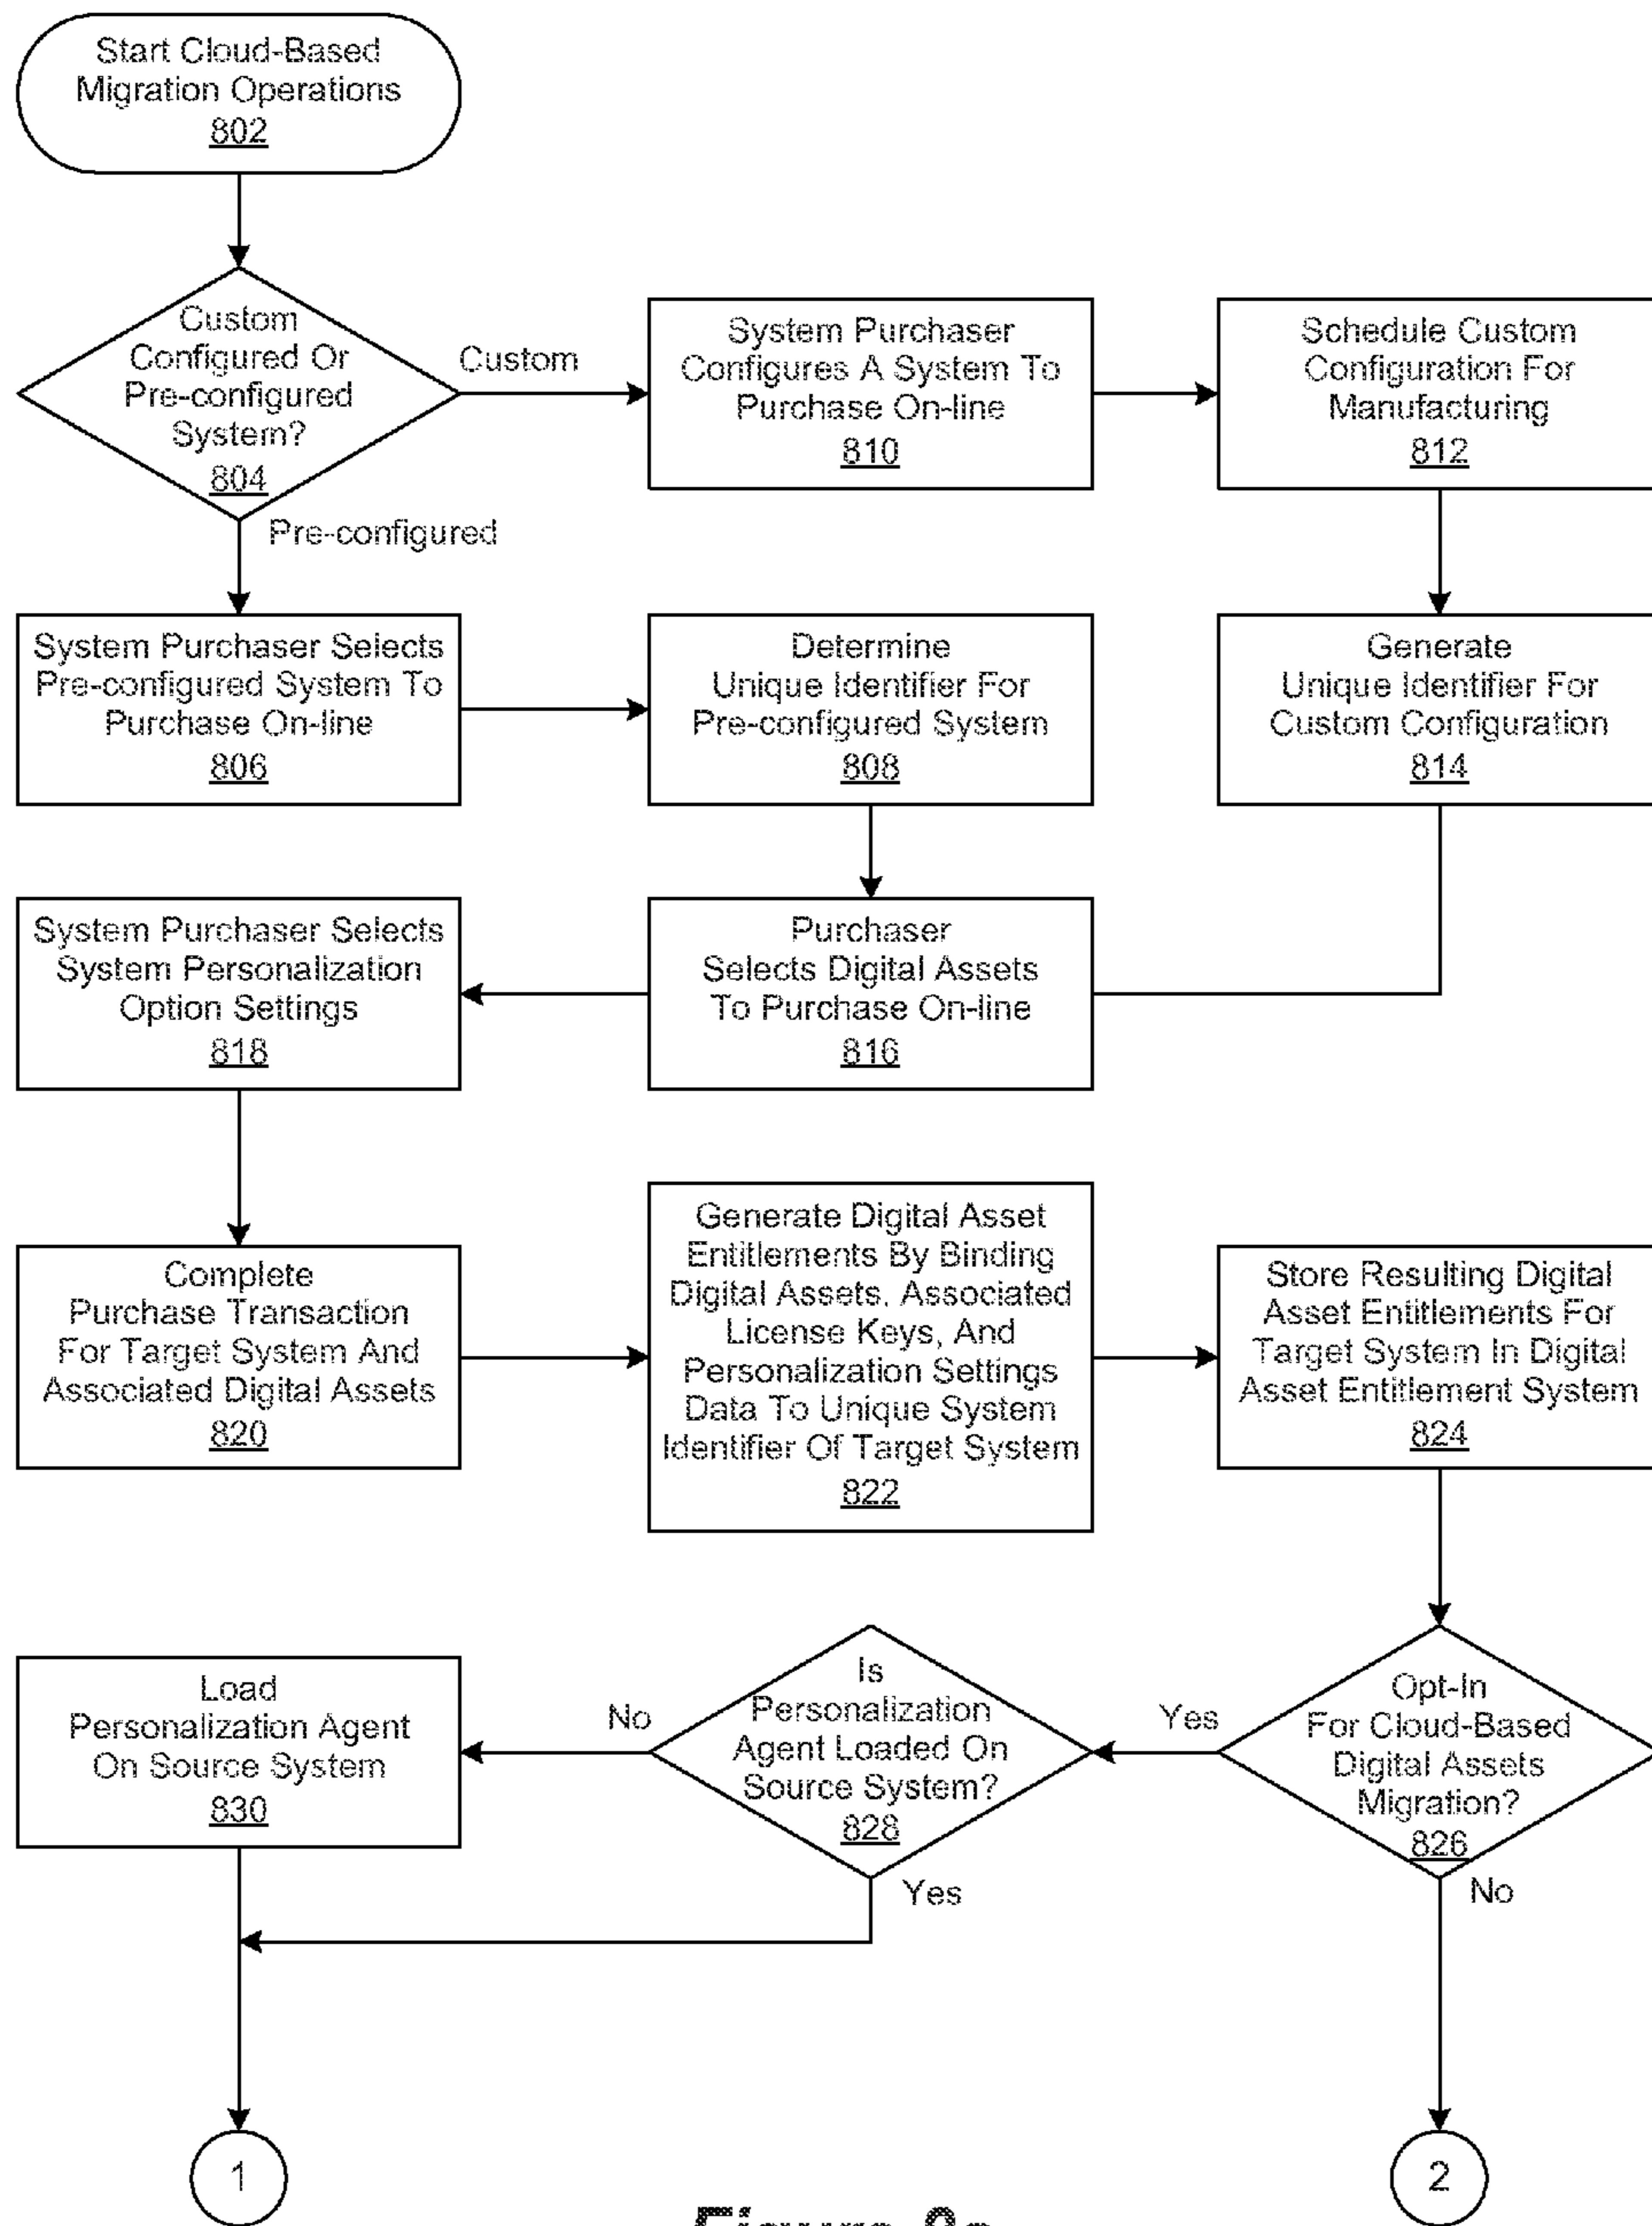 Start Cloud-Based
Migration Operations
802
Custom
Configured Or
Pre-configured
System?
804
Custom
Pre-configured
System Purchaser
Configures A System To
Purchase On-line
810
Schedule Custom
Configuration For
Manufacturing
812
System Purchaser Selects
Pre-configured System To
Purchase On-line
806
Determine
Unique Identifier For
Pre-configured System
808
Generate
Unique Identifier For
Custom Configuration
814
System Purchaser Selects
System Personalization
Option Settings
818
Purchaser
Selects Digital Assets
To Purchase On-line
816
Complete
Purchase Transaction
For Target System And
Associated Digital Assets
820
Generate Digital Asset
Entitlements By Binding
Digital Assets, Associated
License Keys, And
Personalization Settings
Data To Unique System
Identifier Of Target System
822
Store Resulting Digital
Asset Entitlements For
Target System In Digital
Asset Entitlement System
824
Load
Personalization Agent
On Source System
830
No
Is
Personalization
Agent Loaded On
Source System?
828
Yes
Yes
Opt-In
For Cloud-Based
Digital Assets
Migration?
826
No
1
2